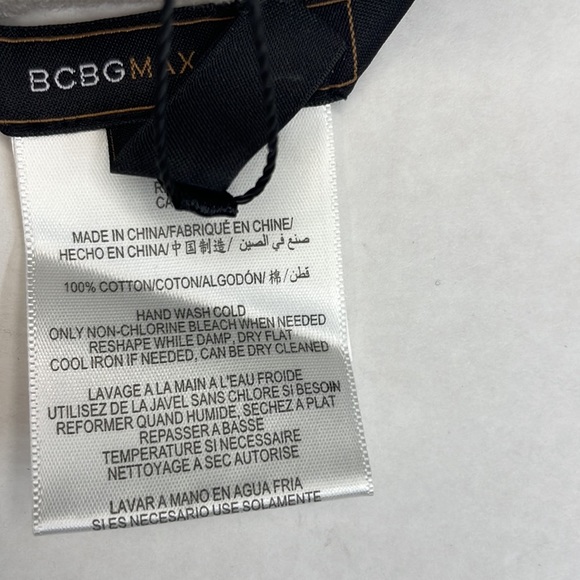 BCBGMAX
R
CA
MADE IN CHINA/FABRIQUÉ EN CHINE/
HECHO EN CHINA/中国制造/ صنع في الصين
100% COTTON/COTON/ALGODÓN/棉/قطن
HAND WASH COLD
ONLY NON-CHLORINE BLEACH WHEN NEEDED
RESHAPE WHILE DAMP, DRY FLAT
COOL IRON IF NEEDED, CAN BE DRY CLEANED
LAVAGE A LA MAIN A L'EAU FROIDE
UTILISEZ DE LA JAVEL SANS CHLORE SI BESOIN
REFORMER QUAND HUMIDE, SECHEZ A PLAT
REPASSER A BASSE
TEMPERATURE SI NECESSAIRE
NETTOYAGE A SEC AUTORISE
LAVAR A MANO EN AGUA FRIA
SI ES NECESARIO USE SOLAMENTE